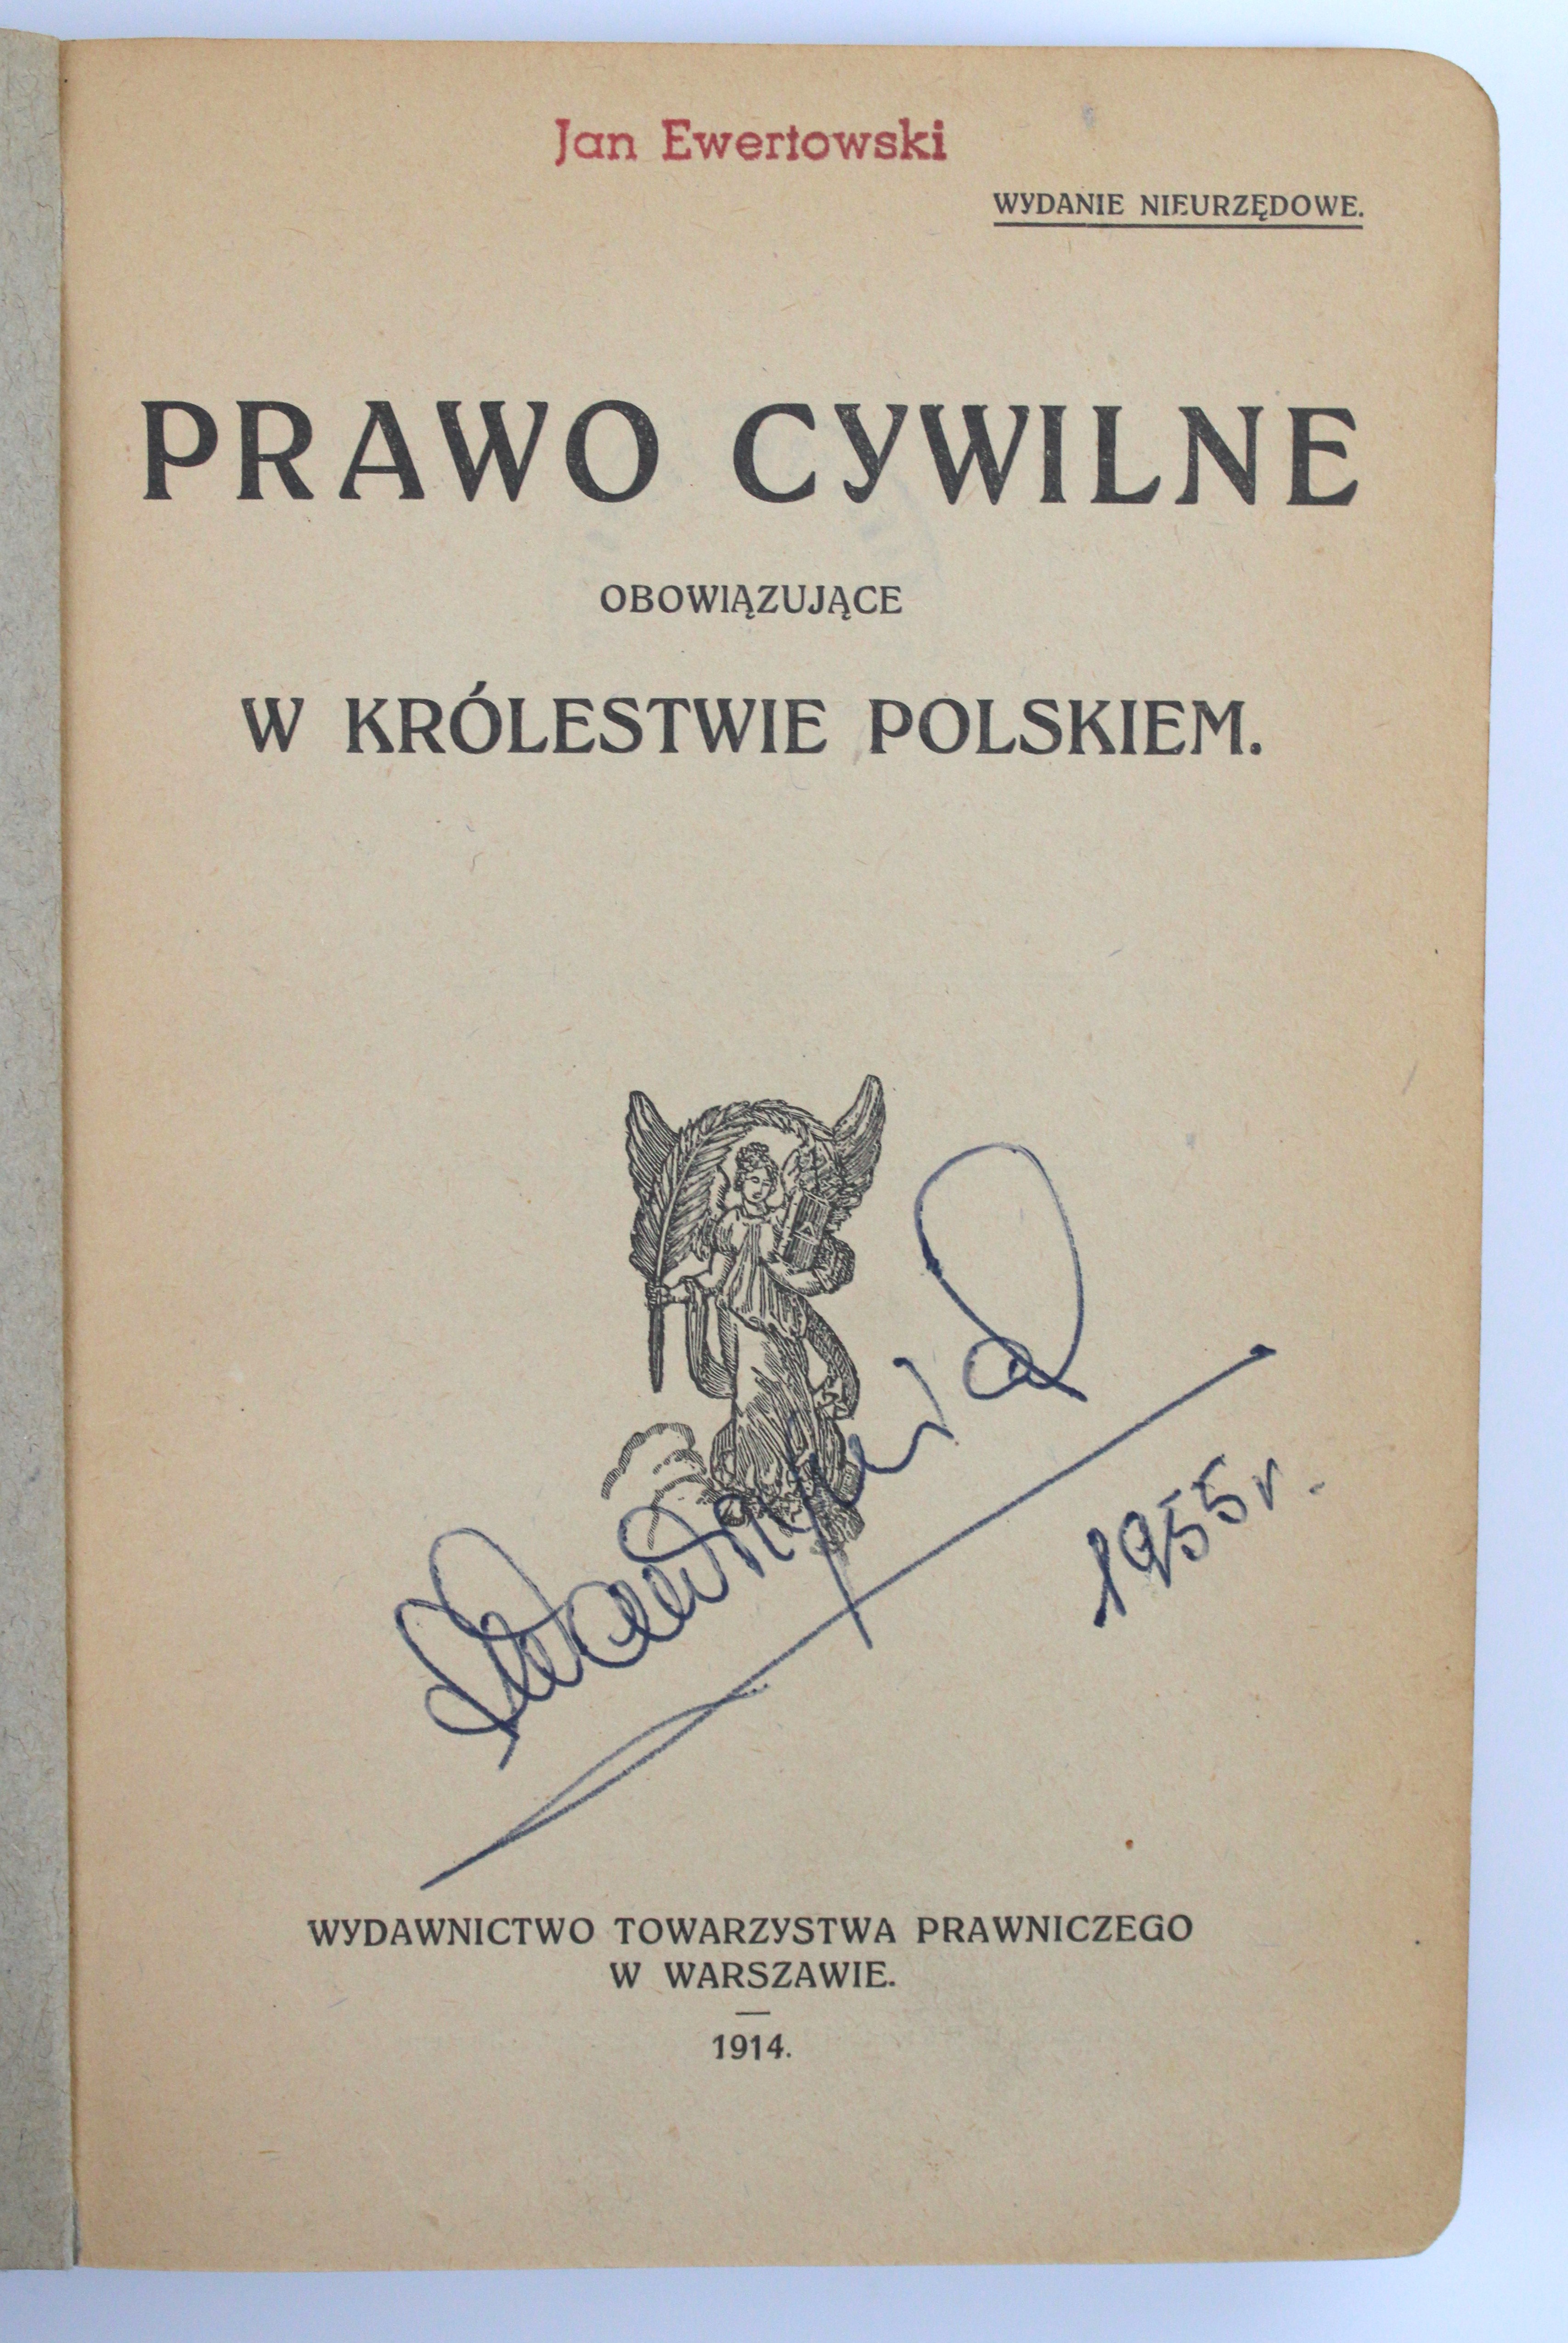 Jan Ewertowski
WYDANIE NIEURZĘDOWE.
PRAWO CYWILNE
OBOWIĄZUJĄCE
W KRÓLESTWIE POLSKIEM.
1955 r.
WYDAWNICTWO TOWARZYSTWA PRAWNICZEGO
W WARSZAWIE.
1914.